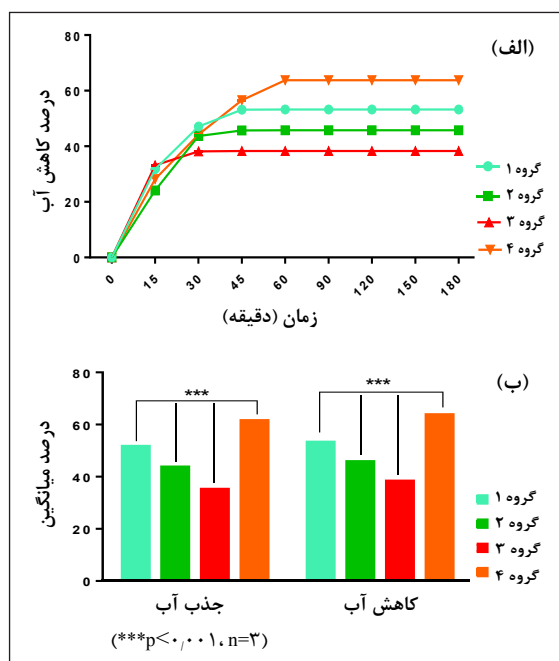 (الف)
درصد کاهش آب
80
60
40
20
0
0 15 30 45 60 90 120 150 180
زمان (دقیقه)
گروه ۱
گروه ۲
گروه ۳
گروه ۴
(ب)
درصد میانگین
80
60
40
20
0
*** ***
جذب آب کاهش آب
گروه ۱
گروه ۲
گروه ۳
گروه ۴
(***p<۰٫۰۰۱، n=۳)